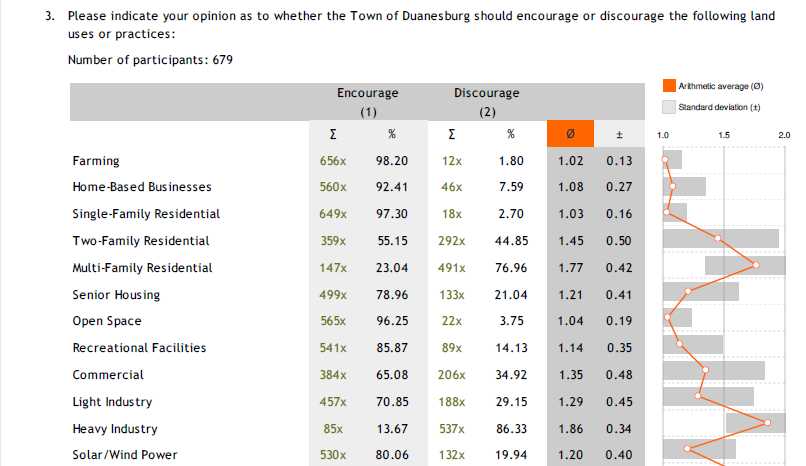 3. Please indicate your opinion as to whether the Town of Duanesburg should encourage or discourage the following land
uses or practices:
Number of participants: 679
Encourage Discourage
(1) (2)
Arithmetic average (Ø)
Standard deviation (±)
Σ % Σ % Ø ± 1.0 1.5 2.0
Farming 656x 98.20 12x 1.80 1.02 0.13
Home-Based Businesses 560x 92.41 46x 7.59 1.08 0.27
Single-Family Residential 649x 97.30 18x 2.70 1.03 0.16
Two-Family Residential 359x 55.15 292x 44.85 1.45 0.50
Multi-Family Residential 147x 23.04 491x 76.96 1.77 0.42
Senior Housing 499x 78.96 133x 21.04 1.21 0.41
Open Space 565x 96.25 22x 3.75 1.04 0.19
Recreational Facilities 541x 85.87 89x 14.13 1.14 0.35
Commercial 384x 65.08 206x 34.92 1.35 0.48
Light Industry 457x 70.85 188x 29.15 1.29 0.45
Heavy Industry 85x 13.67 537x 86.33 1.86 0.34
Solar/Wind Power 530x 80.06 132x 19.94 1.20 0.40